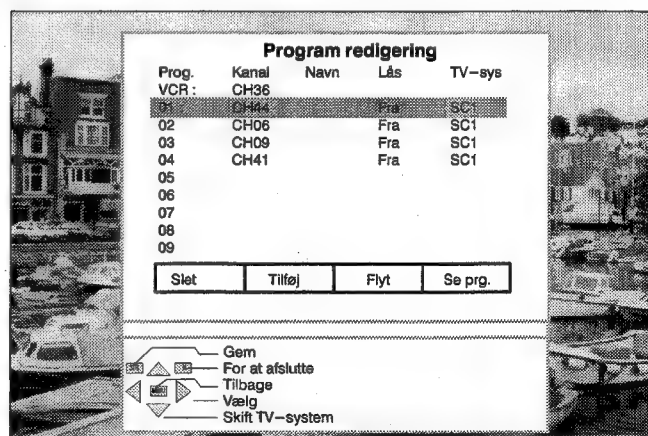 Program redigering
Prog. Kanal Navn Lås TV-sys
VCR : CH36
01 CH44 Fra SC1
02 CH06 Fra SC1
03 CH09 Fra SC1
04 CH41 Fra SC1
05
06
07
08
09
Slet Tilføj Flyt Se prg.
Gem
For at afslutte
Tilbage
Vælg
Skift TV-system